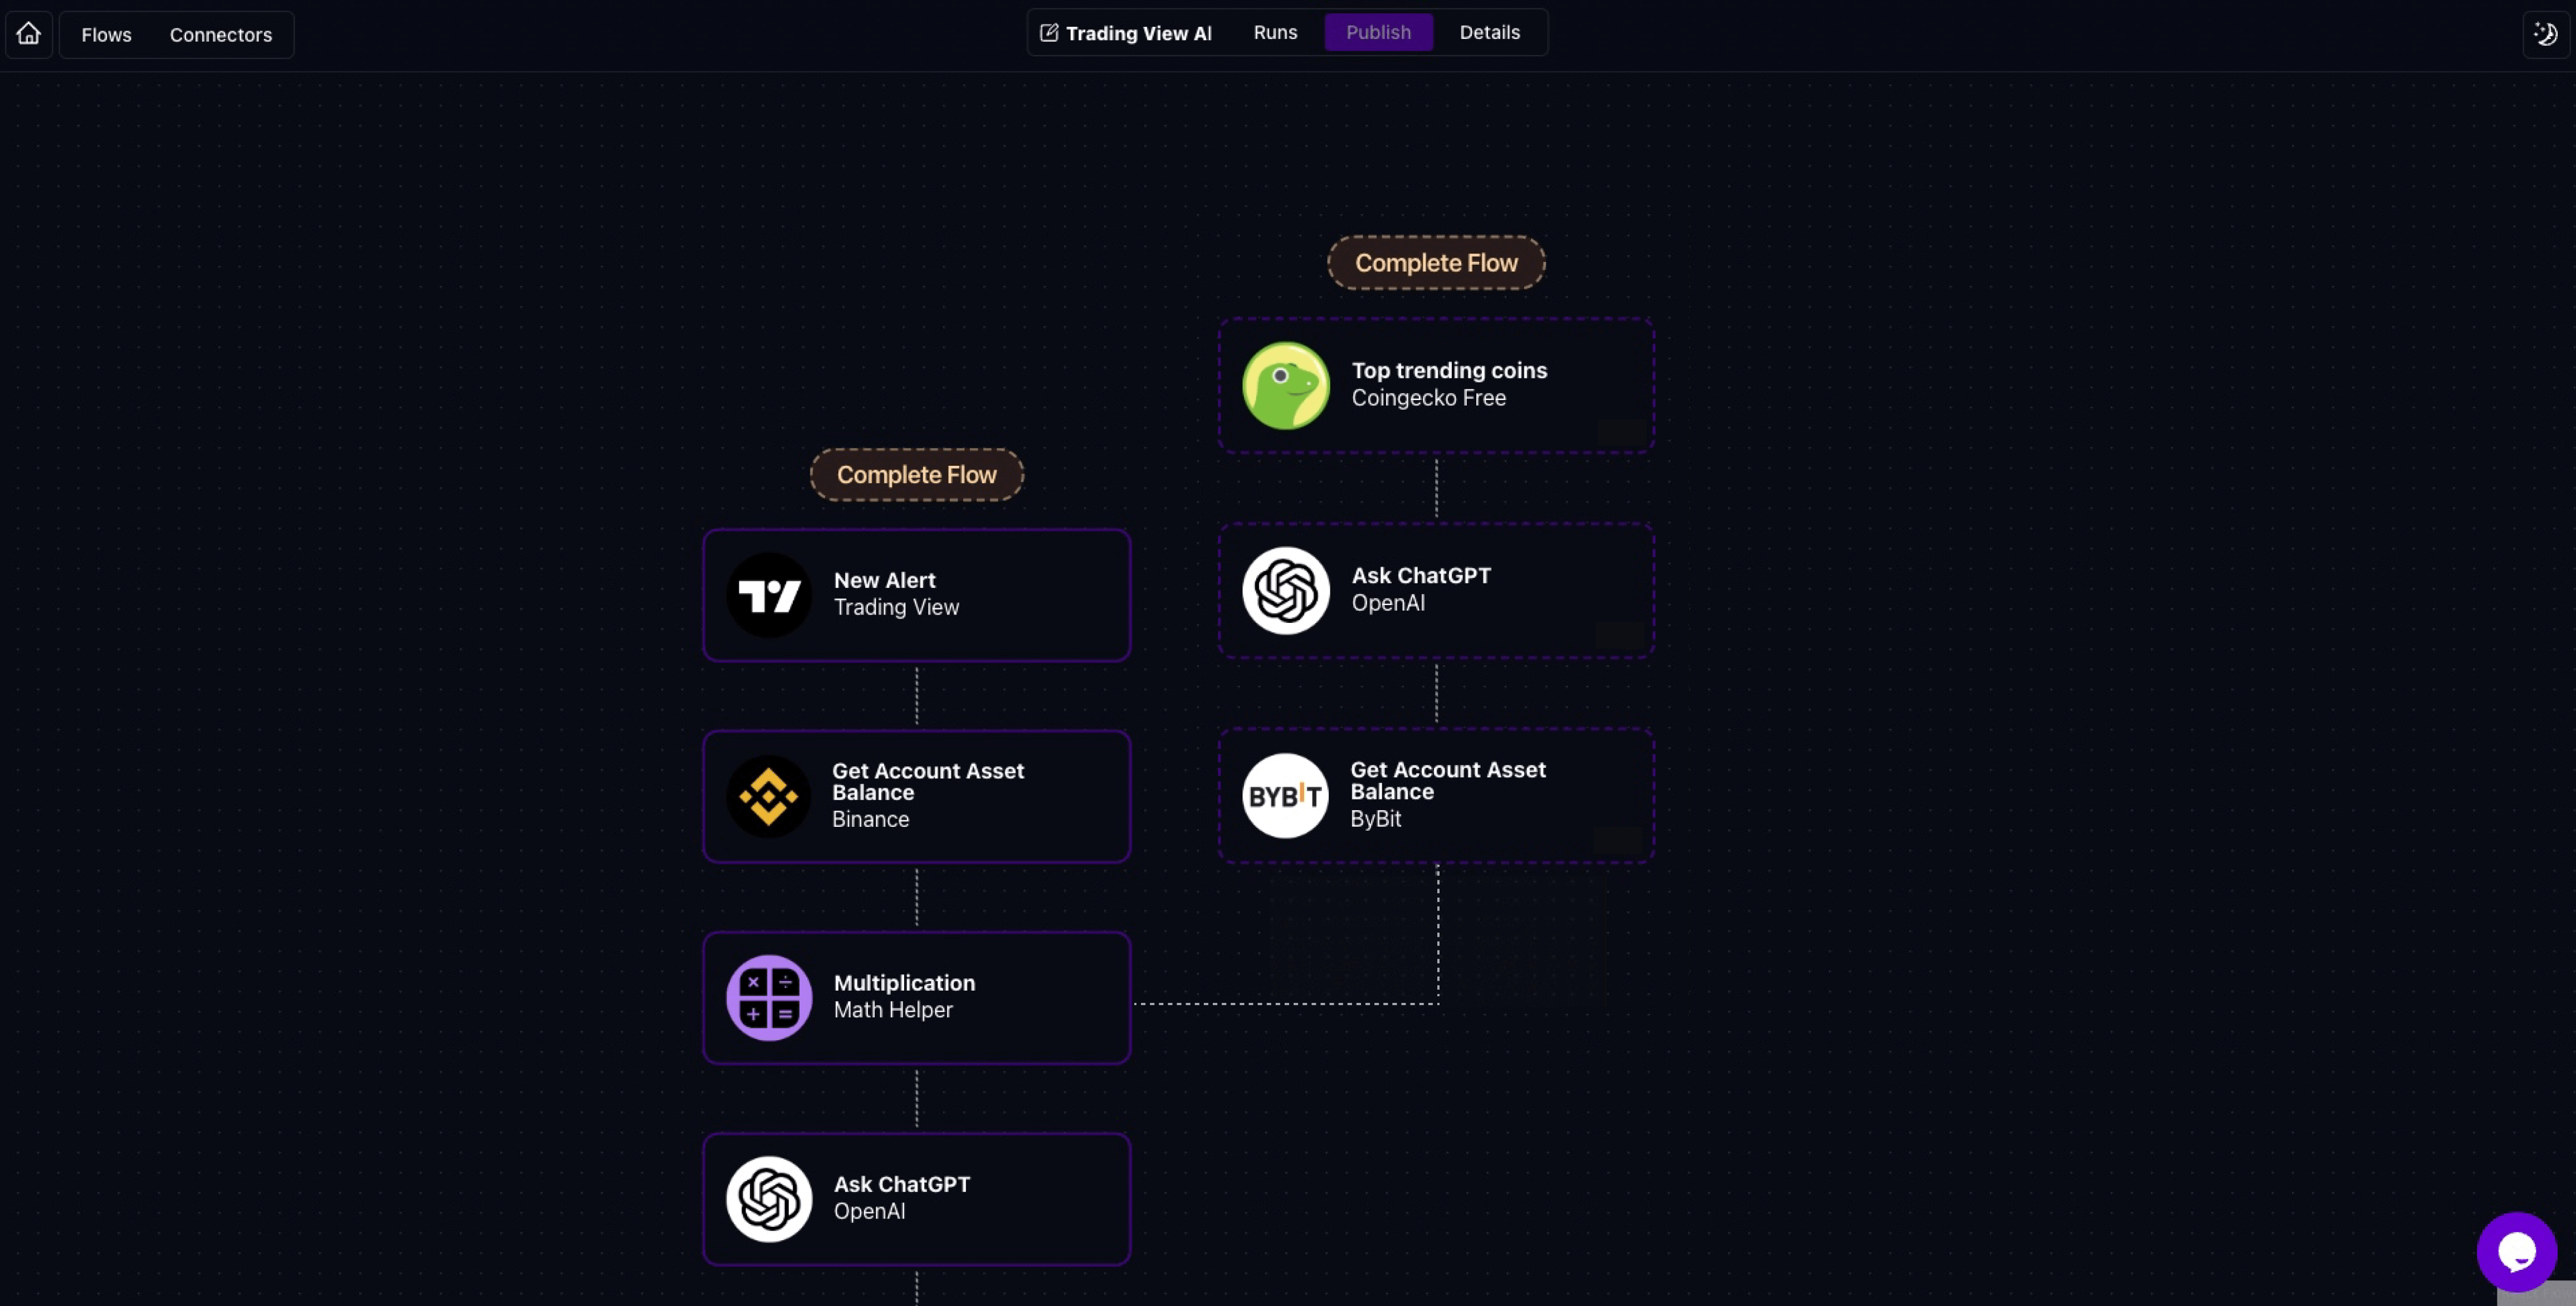 Flows
Connectors
Trading View AI
Runs
Publish
Details
Complete Flow
Top trending coins
Coingecko Free
Ask ChatGPT
OpenAI
BYBIT
Get Account Asset
Balance
ByBit
Complete Flow
New Alert
Trading View
Get Account Asset
Balance
Binance
Multiplication
Math Helper
Ask ChatGPT
OpenAI